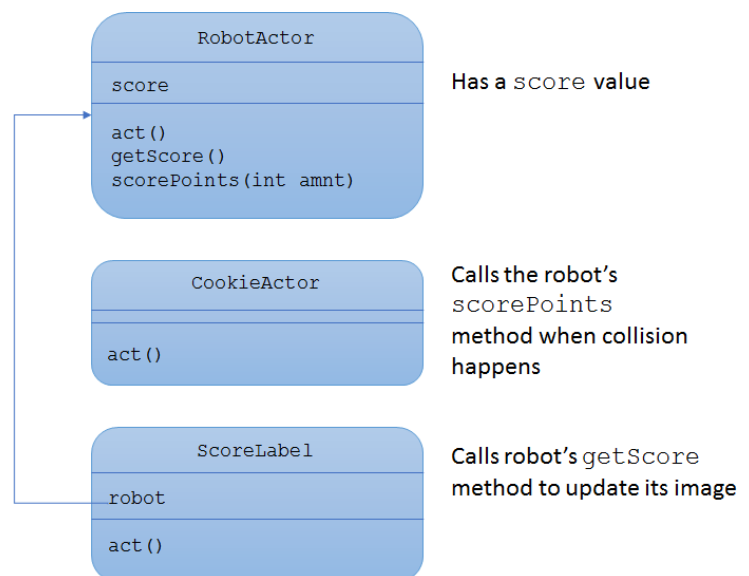 RobotActor
score
act()
getScore()
scorePoints(int amnt)
Has a score value
CookieActor
act()
Calls the robot’s
scorePoints
method when collision
happens
ScoreLabel
robot
act()
Calls robot’s getScore
method to update its image